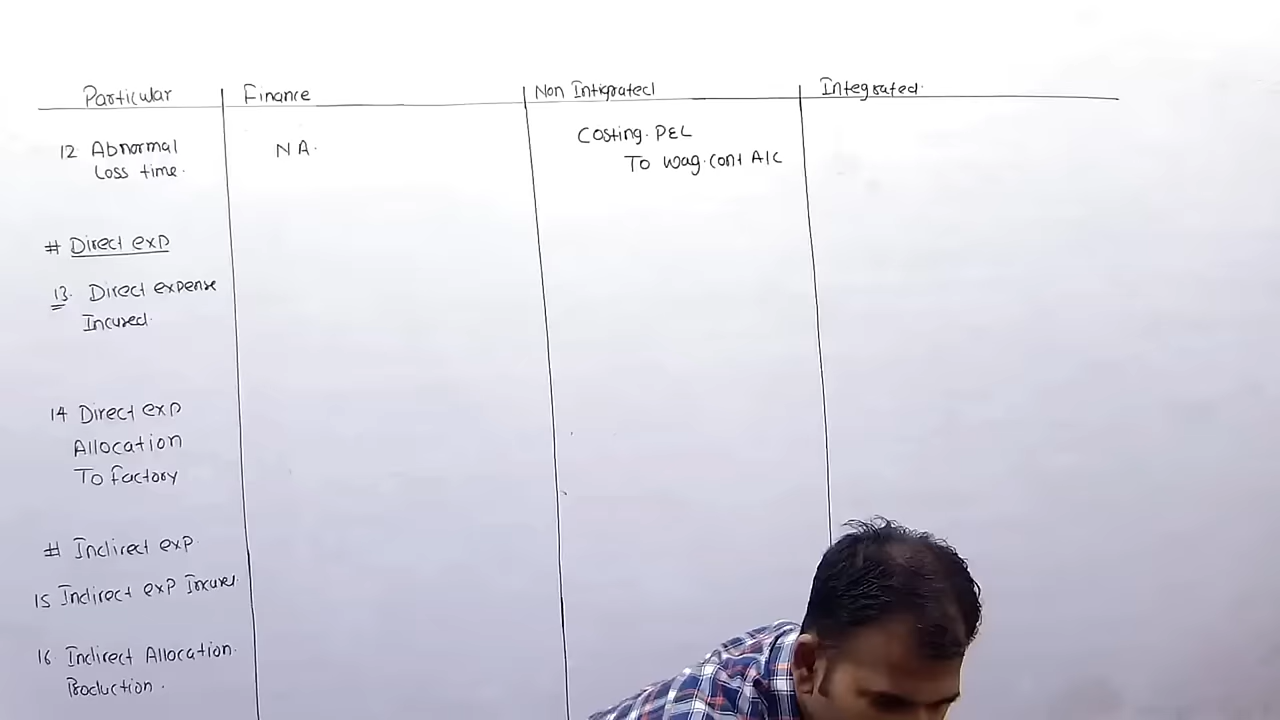 Particular Finance Non Intigrated Integrated.
12. Abnormal Loss time. NA. Costing. P&L
To wag. Cont A/C
# Direct exp
13. Direct expense
Incured.
14 Direct exp
Allocation
To factory
# Indirect exp.
15 Indirect exp Incured
16 Indirect Allocation.
Production.